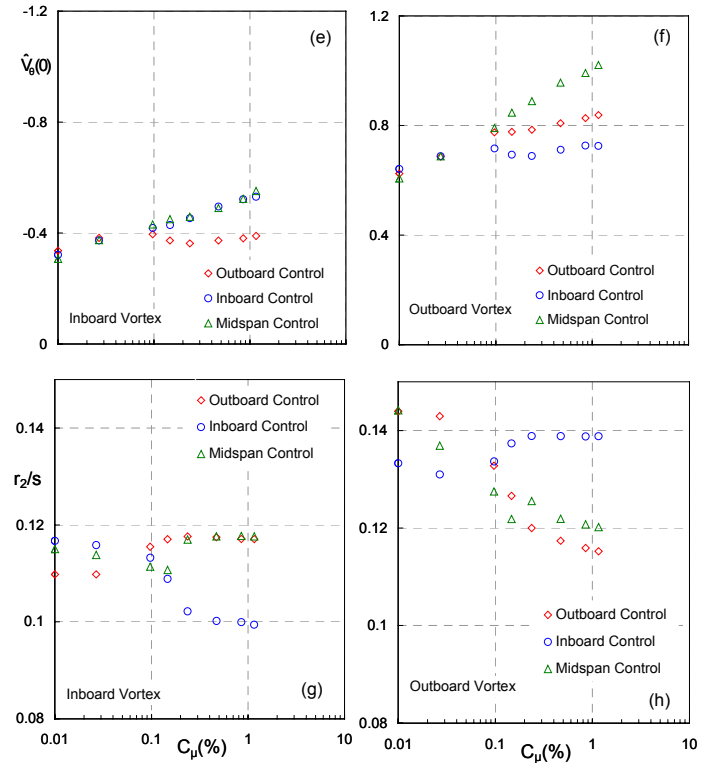 (e)
-1.2
V̂θ(0)
-0.8
-0.4
0
Outboard Control
Inboard Control
Midspan Control
Inboard Vortex
(f)
1.2
0.8
0.4
0
Outboard Control
Inboard Control
Midspan Control
Outboard Vortex
0.14
r₂/s
0.12
0.1
0.08
Outboard Control
Inboard Control
Midspan Control
Inboard Vortex
(g)
0.01
0.1
1
10
Cμ(%)
0.14
0.12
0.1
0.08
Outboard Control
Inboard Control
Midspan Control
Outboard Vortex
(h)
0.01
0.1
1
10
Cμ(%)